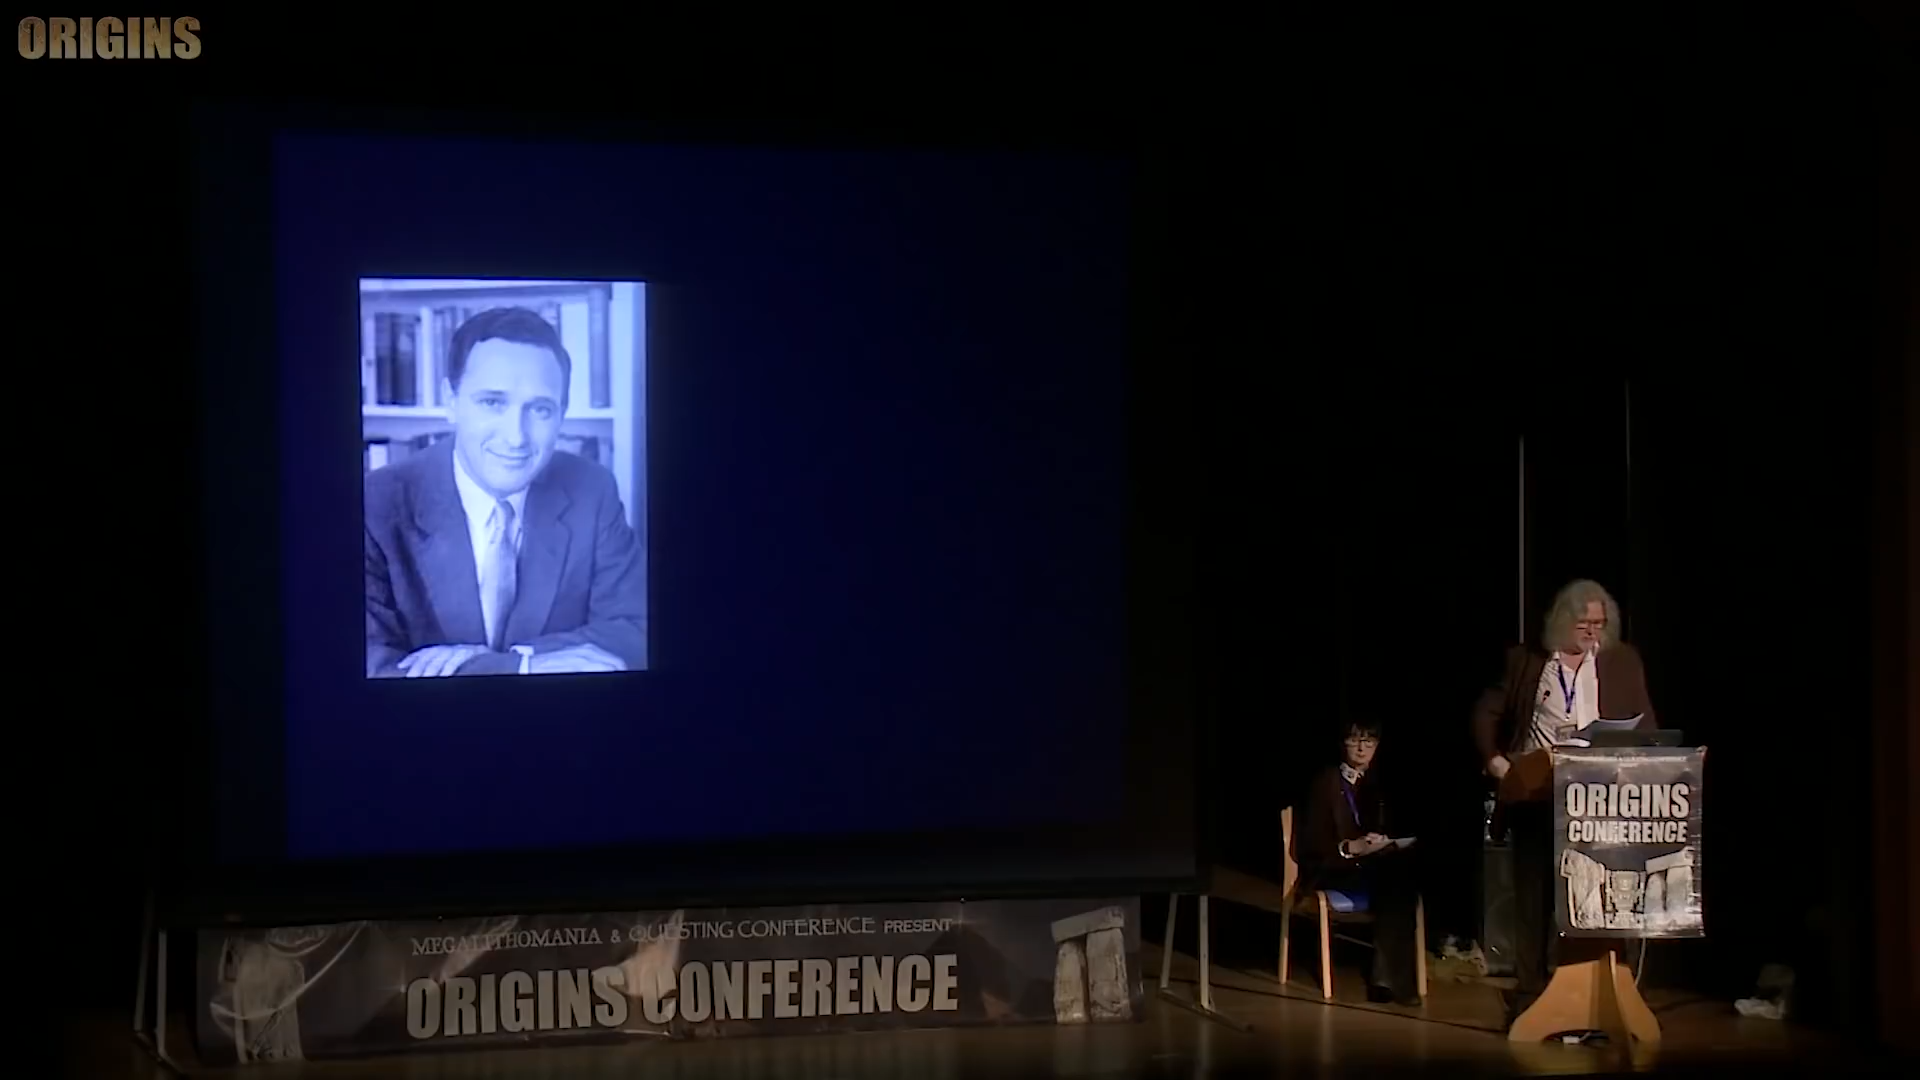 ORIGINS
MEGALITHOMANIA & QUESTING CONFERENCE PRESENT
ORIGINS CONFERENCE
ORIGINS
CONFERENCE